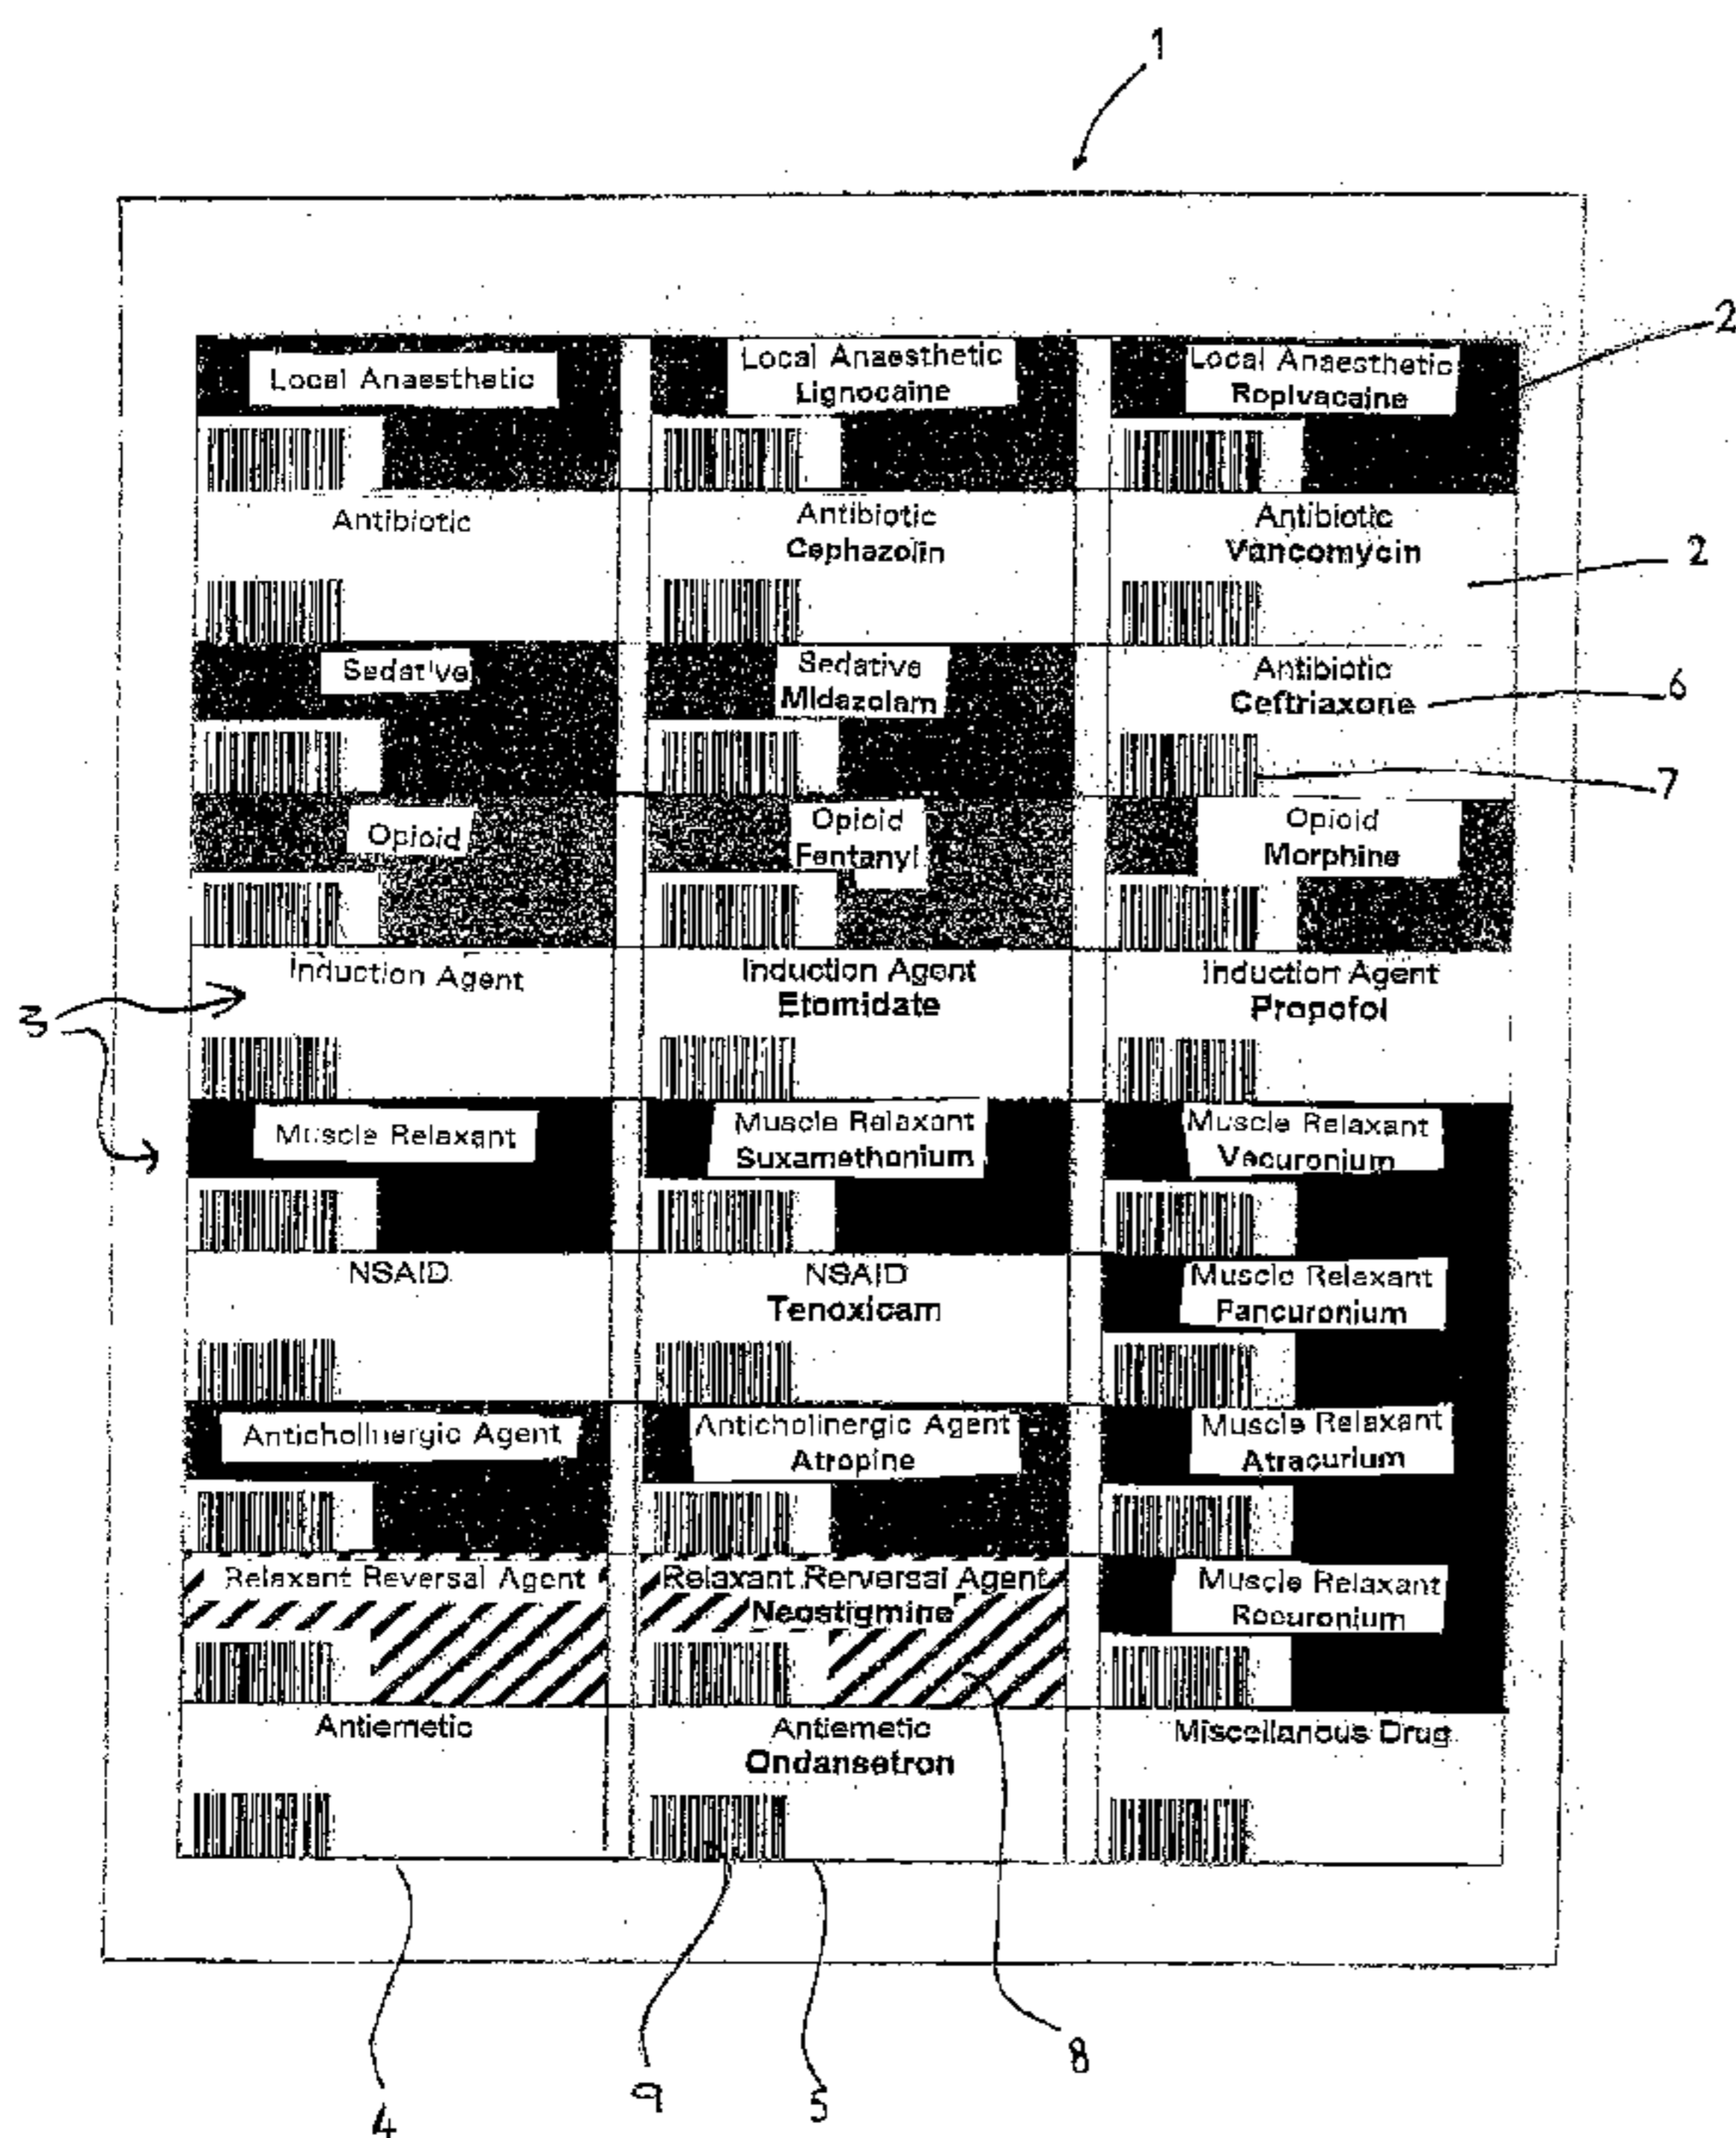 1
Local Anaesthetic
Local Anaesthetic
Lignocaine
Local Anaesthetic
Ropivacaine
2
Antibiotic
Antibiotic
Cephazolin
Antibiotic
Vancomycin
2
Sedative
Sedative
Midazolam
Antibiotic
Ceftriaxone
6
7
Opioid
Opioid
Fentanyl
Opioid
Morphine
3
Induction Agent
Induction Agent
Etomidate
Induction Agent
Propofol
Muscle Relaxant
Muscle Relaxant
Suxamethonium
Muscle Relaxant
Vecuronium
NSAID
NSAID
Tenoxicam
Muscle Relaxant
Pancuronium
Anticholinergic Agent
Anticholinergic Agent
Atropine
Muscle Relaxant
Atracurium
Relaxant Reversal Agent
Relaxant Rerversal Agent
Neostigmine
Muscle Relaxant
Rocuronium
Antiemetic
Antiemetic
Ondansetron
Miscellanous Drug
4
9
5
8